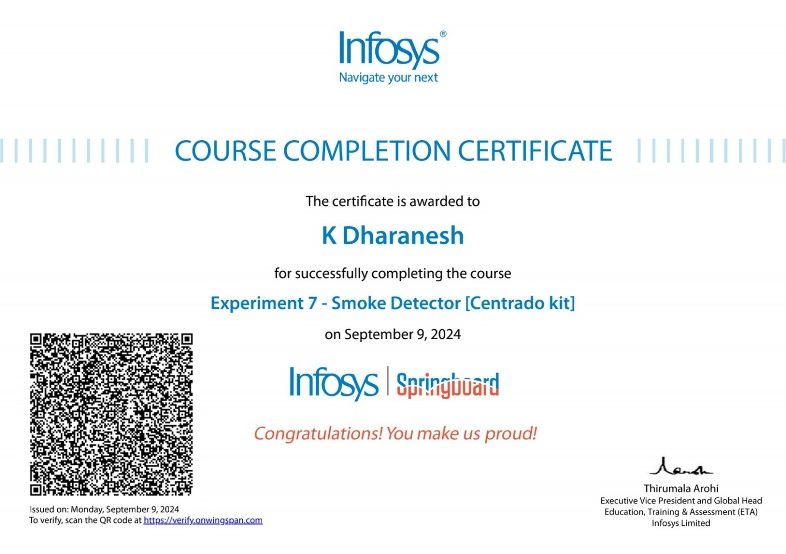 Infosys®
Navigate your next
COURSE COMPLETION CERTIFICATE
The certificate is awarded to
K Dharanesh
for successfully completing the course
Experiment 7 - Smoke Detector [Centrado kit]
on September 9, 2024
Infosys | Springboard
Congratulations! You make us proud!
Thirumala Arohi
Executive Vice President and Global Head
Education, Training & Assessment (ETA)
Infosys Limited
Issued on: Monday, September 9, 2024
To verify, scan the QR code at https://verify.onwingspan.com